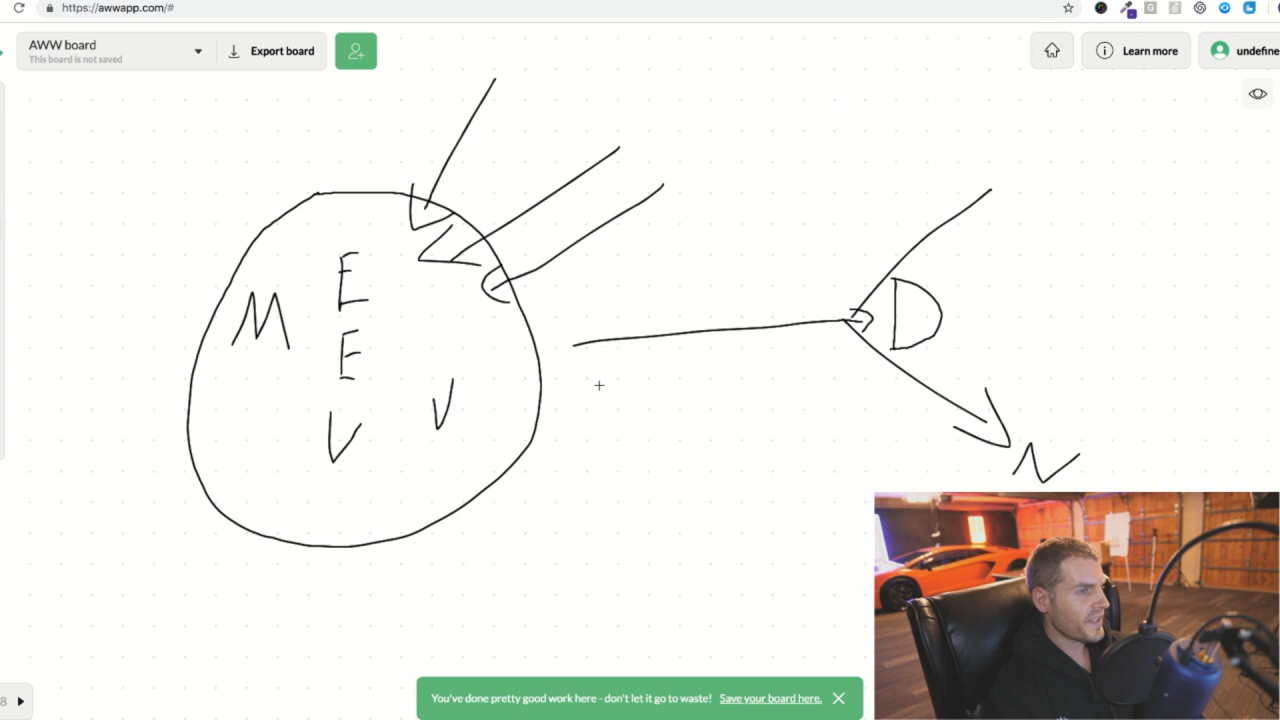 https://awwapp.com/#
AWW board
This board is not saved
Export board
Learn more
undefine
E
M
E
V
V
D
N
8
You've done pretty good work here - don't let it go to waste! Save your board here.